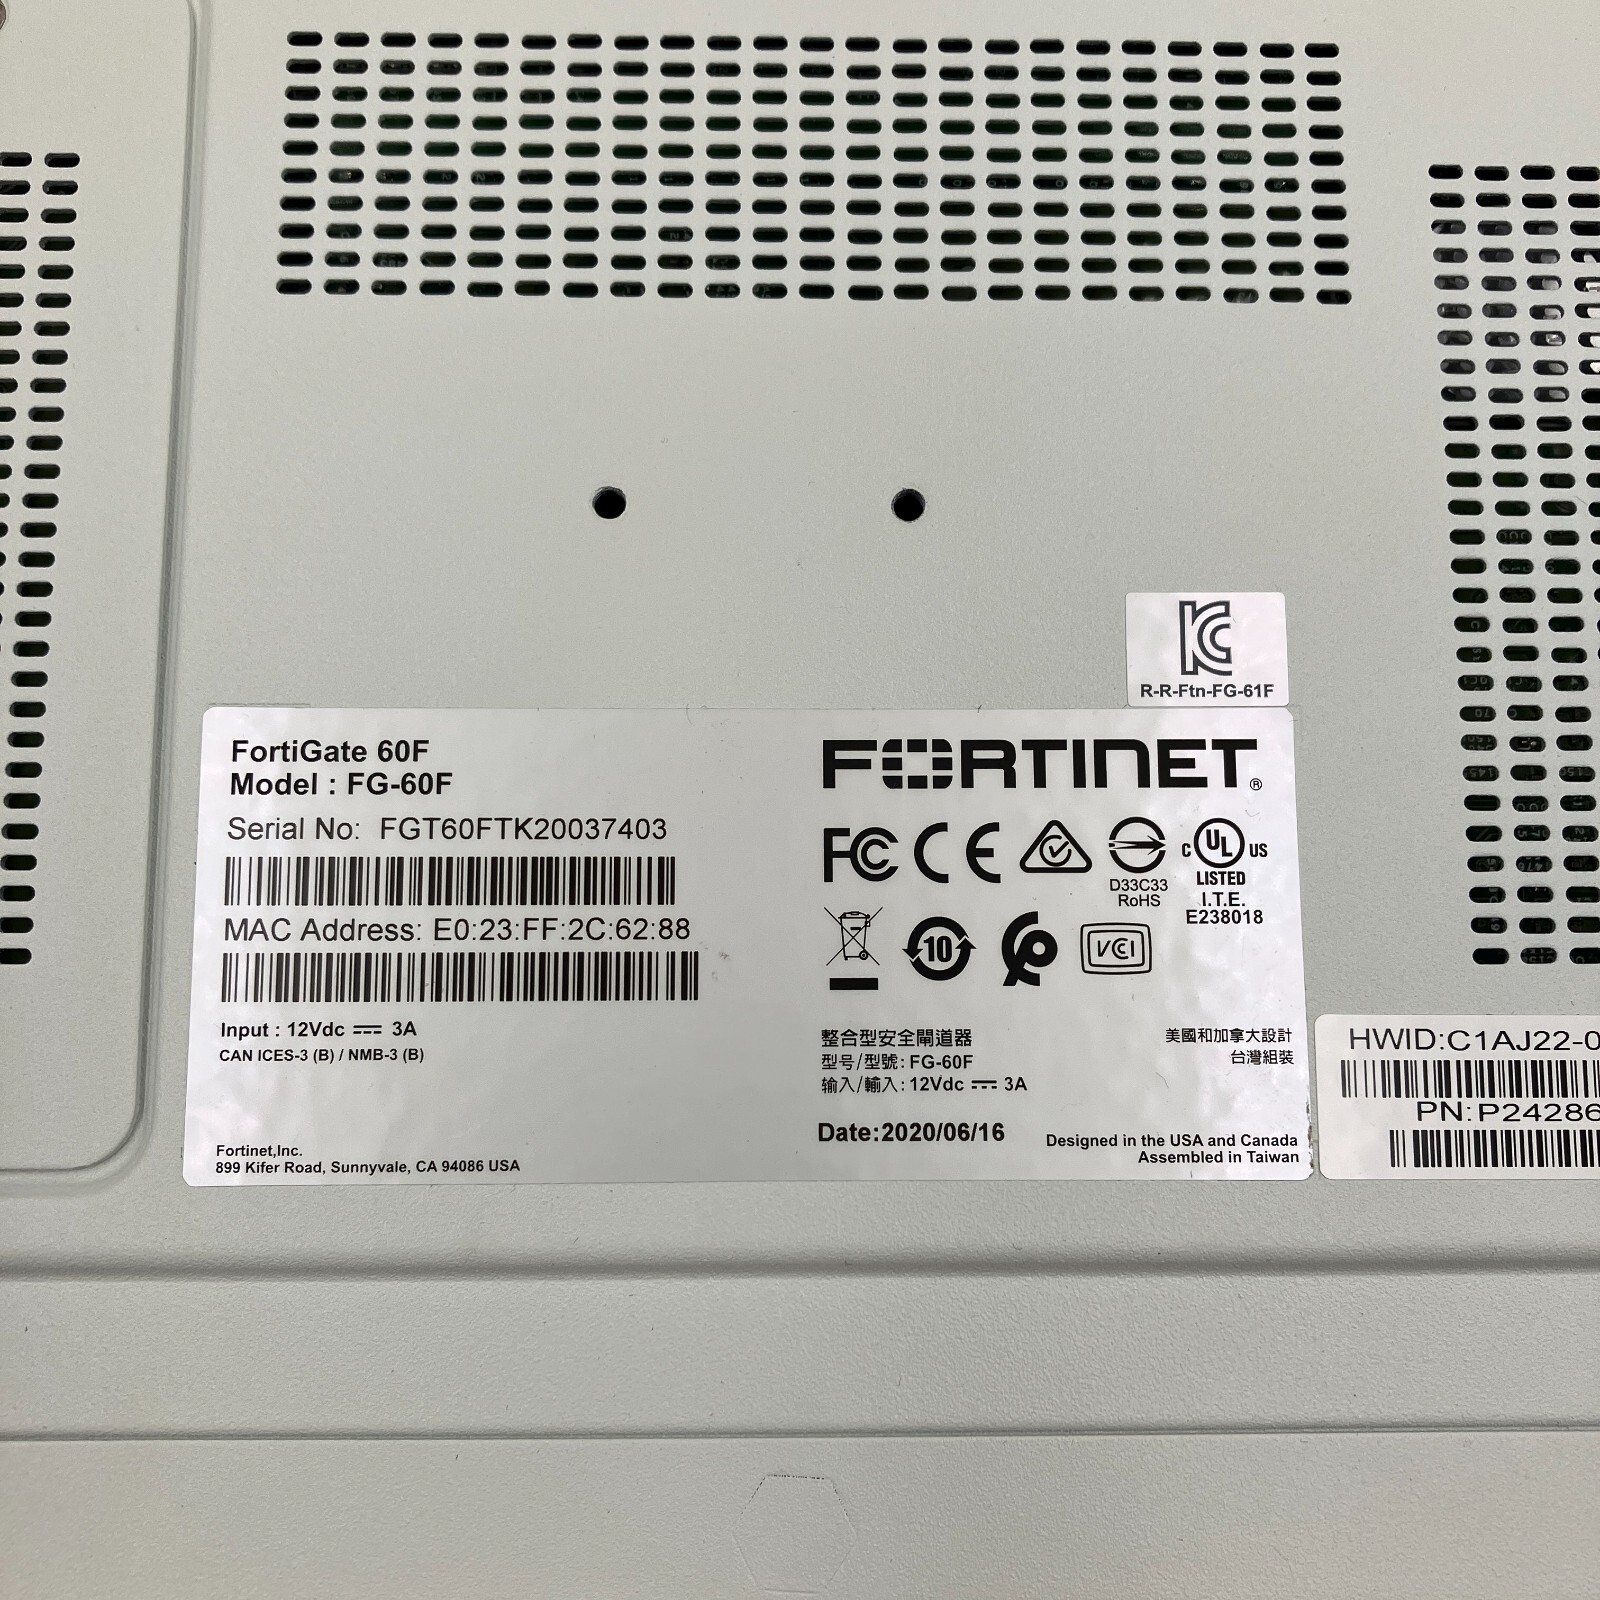 R-R-Ftn-FG-61F
FortiGate 60F
Model : FG-60F
Serial No: FGT60FTK20037403
MAC Address: E0:23:FF:2C:62:88
Input : 12Vdc 3A
CAN ICES-3 (B) / NMB-3 (B)
Fortinet,Inc.
899 Kifer Road, Sunnyvale, CA 94086 USA
FORTINET®
FC CE
D33C33
RoHS
C UL US
LISTED
I.T.E.
E238018
10
VCI
整合型安全閘道器
型号/型號: FG-60F
输入/輸入: 12Vdc 3A
美國和加拿大設計
台灣組裝
Date:2020/06/16
Designed in the USA and Canada
Assembled in Taiwan
HWID:C1AJ22-0
PN:P24286